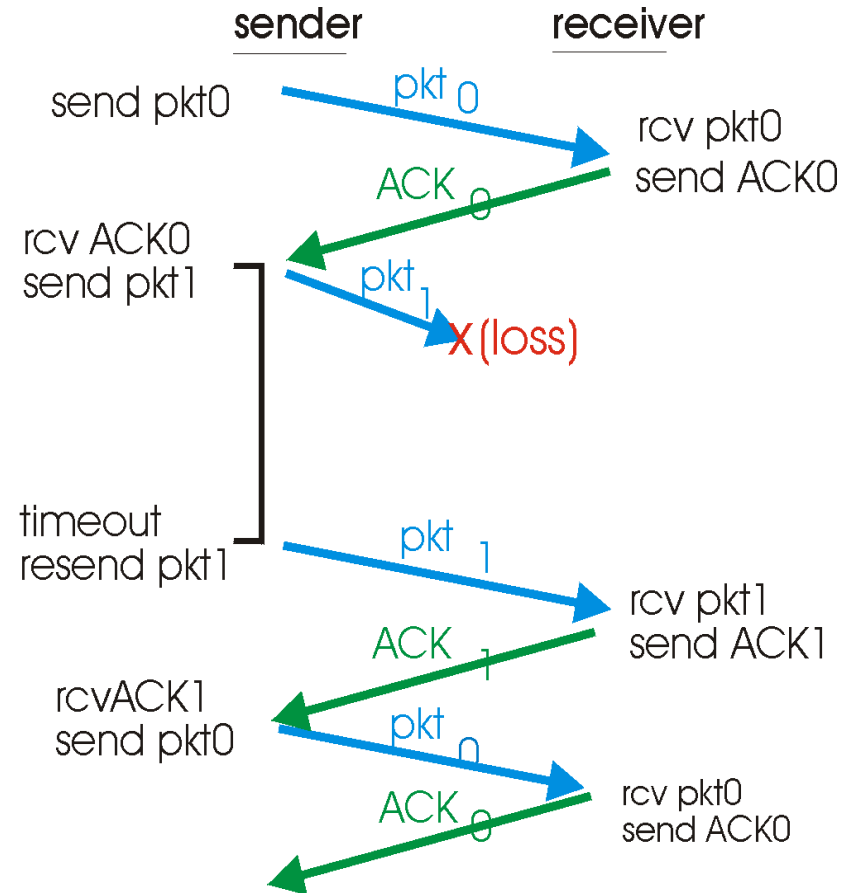 sender receiver
send pkt0
pkt 0
rcv pkt0
send ACK0
ACK 0
rcv ACK0
send pkt1
pkt 1
X (loss)
timeout
resend pkt1
pkt 1
rcv pkt1
send ACK1
ACK 1
rcvACK1
send pkt0
pkt 0
rcv pkt0
send ACK0
ACK 0